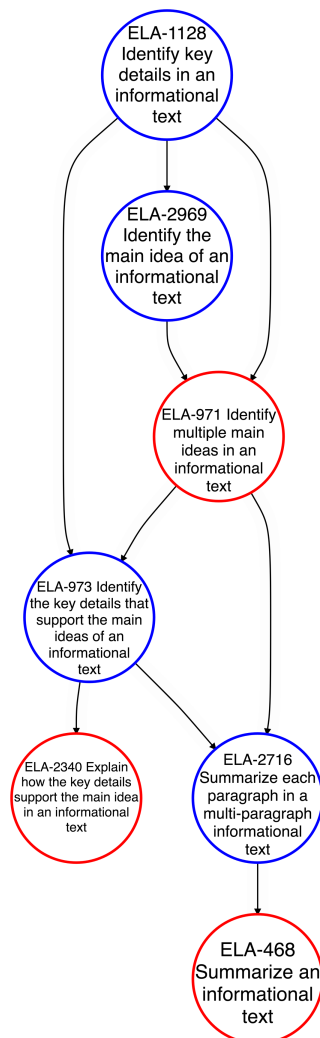 ELA-1128
Identify key
details in an
informational
text
ELA-2969
Identify the
main idea of an
informational
text
ELA-971 Identify
multiple main
ideas in an
informational
text
ELA-973 Identify
the key details that
support the main
ideas of an
informational
text
ELA-2340 Explain
how the key details
support the main idea
in an informational
text
ELA-2716
Summarize each
paragraph in a
multi-paragraph
informational
text
ELA-468
Summarize an
informational
text